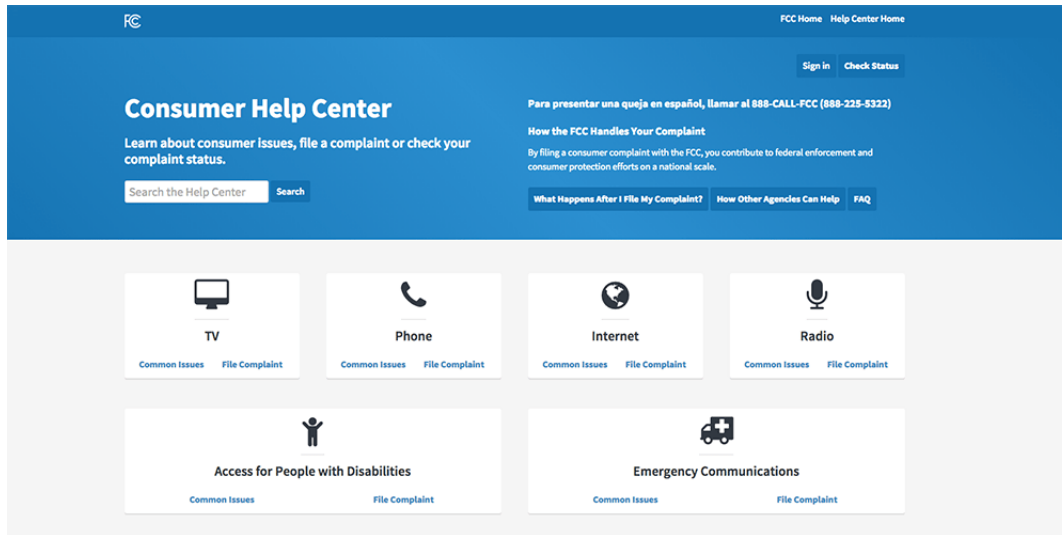 FCC
FCC Home Help Center Home
Sign in Check Status
Consumer Help Center
Learn about consumer issues, file a complaint or check your
complaint status.
Search the Help Center Search
Para presentar una queja en español, llamar al 888-CALL-FCC (888-225-5322)
How the FCC Handles Your Complaint
By filing a consumer complaint with the FCC, you contribute to federal enforcement and
consumer protection efforts on a national scale.
What Happens After I File My Complaint? How Other Agencies Can Help FAQ
TV
Common Issues File Complaint
Phone
Common Issues File Complaint
Internet
Common Issues File Complaint
Radio
Common Issues File Complaint
Access for People with Disabilities
Common Issues File Complaint
Emergency Communications
Common Issues File Complaint